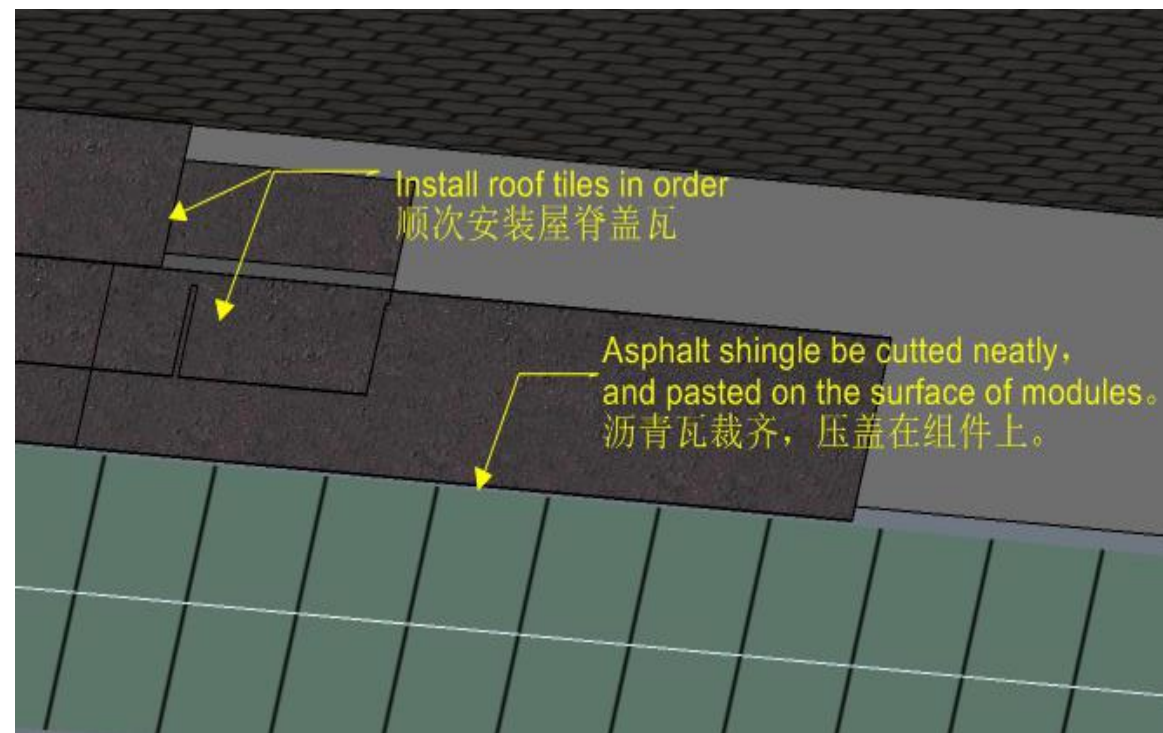 Install roof tiles in order
顺次安装屋脊盖瓦
Asphalt shingle be cutted neatly,
and pasted on the surface of modules。
沥青瓦裁齐，压盖在组件上。